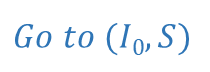 Go to (I₀, S)